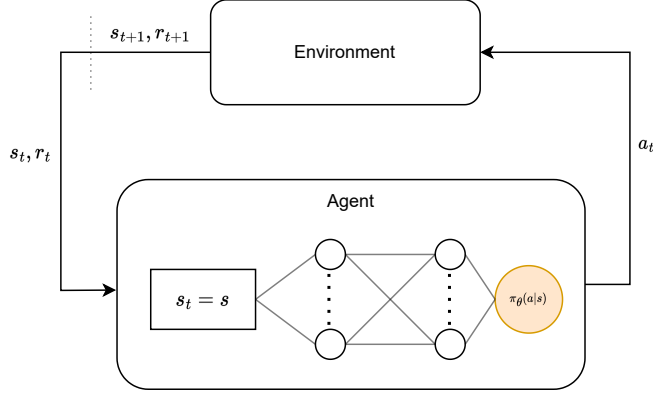 s_{t+1}, r_{t+1}
Environment
s_t, r_t
a_t
Agent
s_t = s
π_θ(a|s)